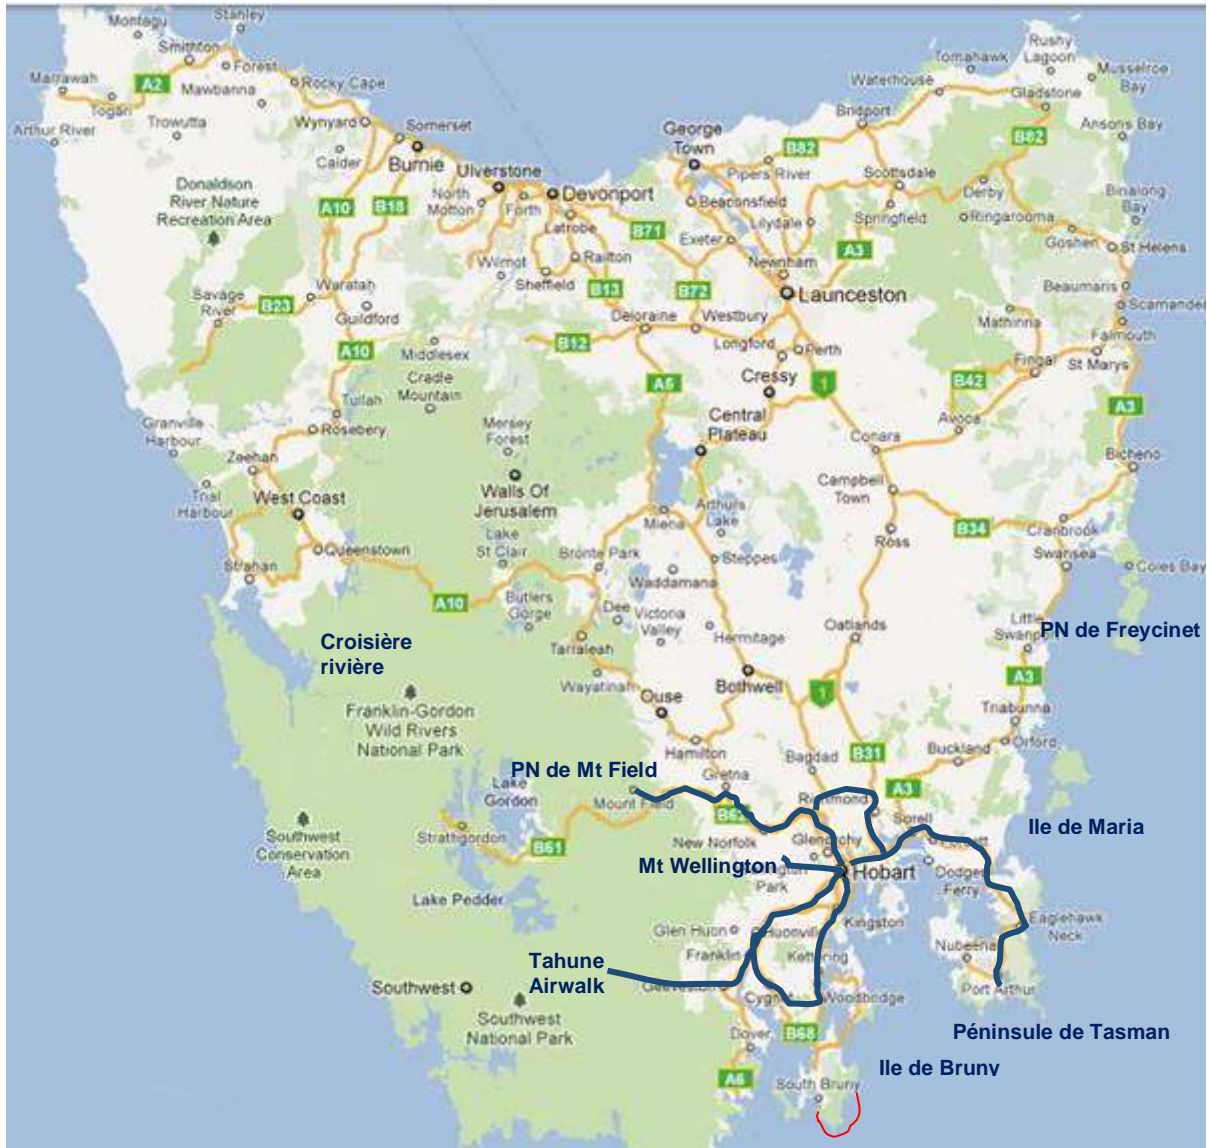 Montagu
Stanley
Smithton
Forest
Marrawah
A2
Togari
Mawbanna
Rocky Cape
Arthur River
Trowutta
Wynyard
Somerset
Calder
Burnie
Ulverstone
Devonport
North
Motton
Forth
Latrobe
Donaldson
River Nature
Recreation Area
A10
B18
Railton
Wilmot
Sheffield
B71
B13
B72
Savage
River
B23
Waratah
Guildford
A10
Middlesex
B12
Deloraine
Westbury
George
Town
Beaconsfield
Exeter
Pipers River
Lilydale
B82
Bridport
Waterhouse
Tomahawk
Rushy
Lagoon
Musselroe
Bay
Gladstone
B82
Ansons Bay
Scottsdale
Springfield
Derby
Ringarooma
Binalong
Bay
Goshen
St Helens
A3
Newnham
Launceston
Longford
Perth
Cressy
1
Beaumaris
Scamander
Mathinna
Falmouth
Fingal
St Marys
B42
Avoca
A3
Cradle
Mountain
Tullah
Rosebery
Granville
Harbour
Zeehan
Trial
Harbour
West Coast
Queenstown
Strahan
Mersey
Forest
Walls Of
Jerusalem
Lake
St Clair
A5
Central
Plateau
Conara
Campbell
Town
Bicheno
Miena
Arthurs
Lake
Steppes
Ross
B34
Cranbrook
Swansea
Coles Bay
Bronte Park
Waddamana
A10
Butlers
Gorge
Dee
Victoria
Valley
Hermitage
Oatlands
Little
Swanport
PN de Freycinet
Croisière
rivière
Tarraleah
Wayatinah
Ouse
Bothwell
1
A3
Franklin-Gordon
Wild Rivers
National Park
Triabunna
Orford
Buckland
Hamilton
Bagdad
B31
PN de Mt Field
Gretna
Mount Field
Richmond
A3
Lake
Gordon
B62
Sorell
Ile de Maria
Southwest
Conservation
Area
Strathgordon
B61
New Norfolk
Glenorchy
Mt Wellington
Park
Hobart
Dodges
Ferry
Lake Pedder
Kingston
Eaglehawk
Neck
Glen Huon
Huonville
Nubeena
Franklin
Kettering
Tahune
Airwalk
Geeveston
Cygnet
Woodbridge
Port Arthur
Southwest
Southwest
National Park
Dover
B68
Péninsule de Tasman
Ile de Bruny
A6
South Bruny